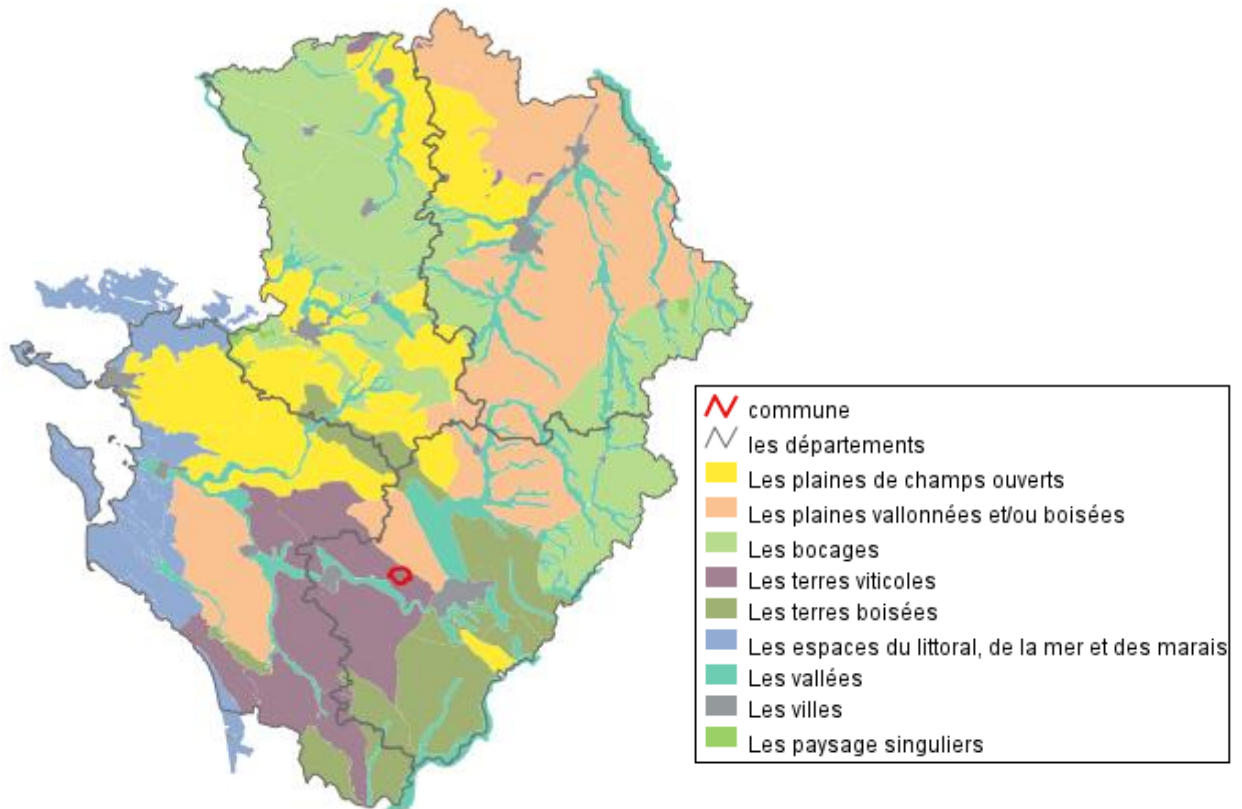 commune
les départements
Les plaines de champs ouverts
Les plaines vallonnées et/ou boisées
Les bocages
Les terres viticoles
Les terres boisées
Les espaces du littoral, de la mer et des marais
Les vallées
Les villes
Les paysage singuliers